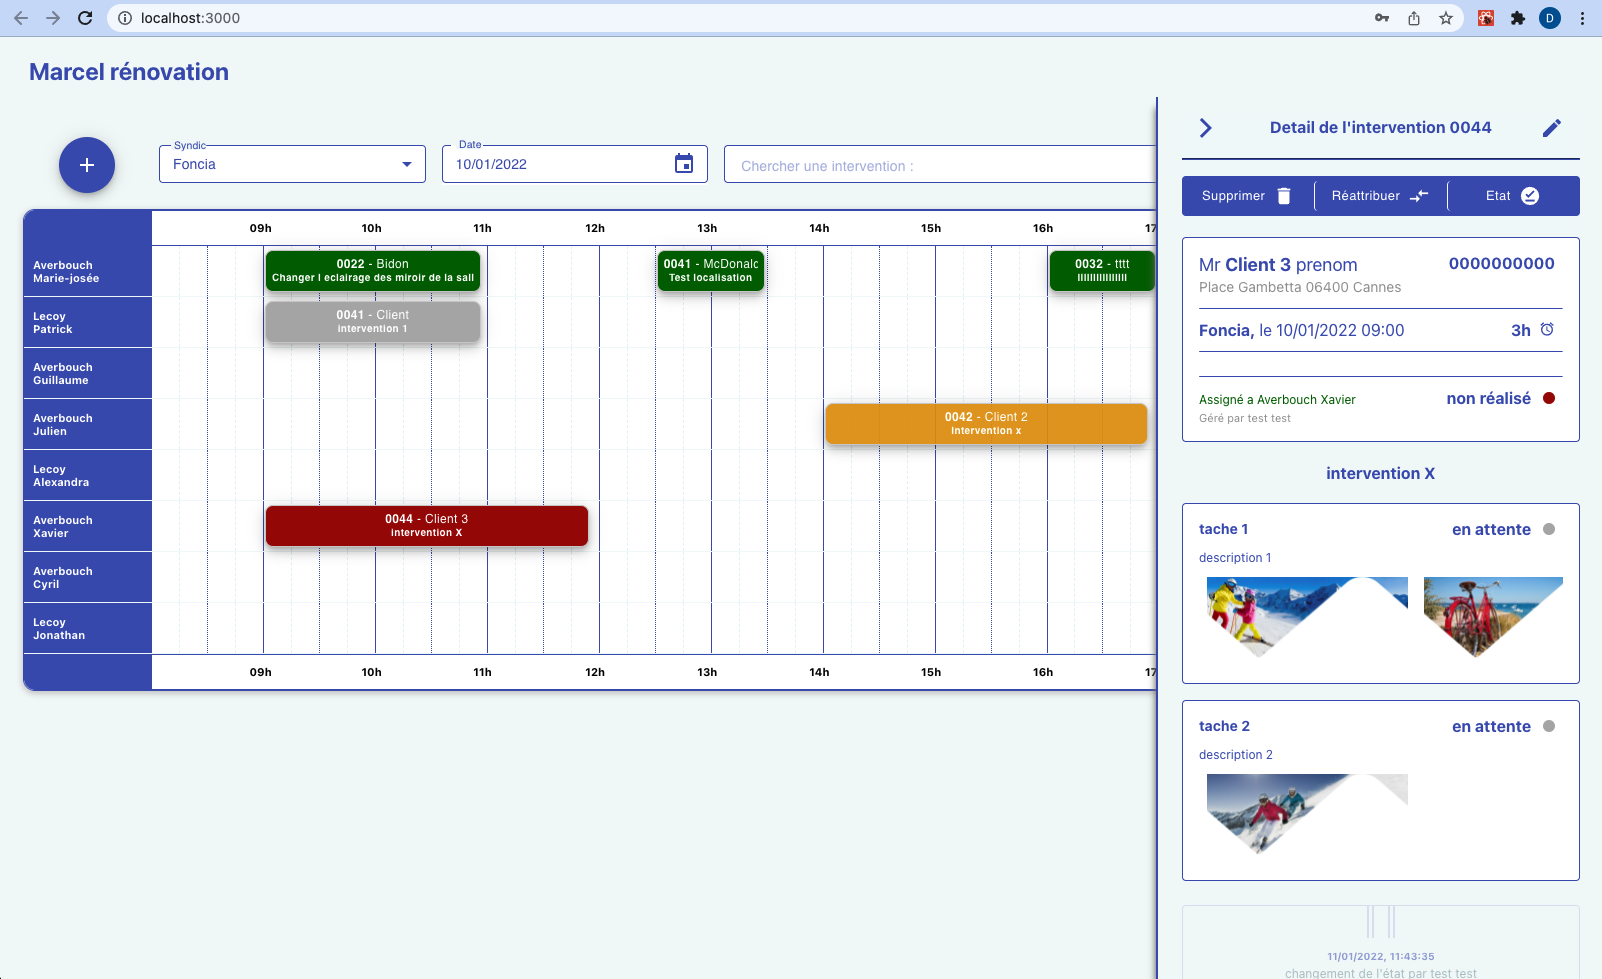 localhost:3000
D
Marcel rénovation
+
Syndic
Foncia
Date
10/01/2022
Chercher une intervention :
09h 10h 11h 12h 13h 14h 15h 16h 17
Averbouch
Marie-josée
0022 - Bidon
Changer l eclairage des miroir de la sall
0041 - McDonald
Test localisation
0032 - tttt
Lecoy
Patrick
0041 - Client
intervention 1
Averbouch
Guillaume
Averbouch
Julien
0042 - Client 2
Intervention x
Lecoy
Alexandra
Averbouch
Xavier
0044 - Client 3
intervention X
Averbouch
Cyril
Lecoy
Jonathan
09h 10h 11h 12h 13h 14h 15h 16h 17
Detail de l'intervention 0044
Supprimer Réattribuer Etat
Mr Client 3 prenom 0000000000
Place Gambetta 06400 Cannes
Foncia, le 10/01/2022 09:00 3h
Assigné a Averbouch Xavier non réalisé
Géré par test test
intervention X
tache 1 en attente
description 1
tache 2 en attente
description 2
11/01/2022, 11:43:35
changement de l'état par test test